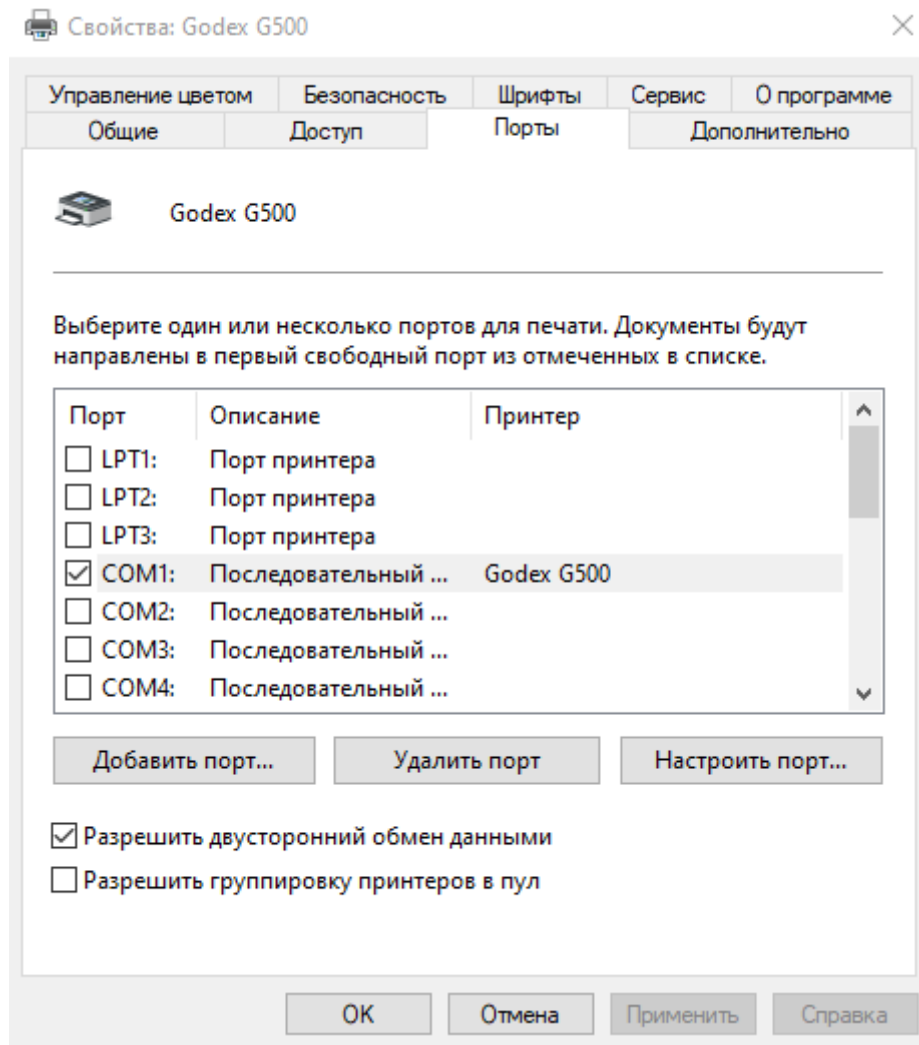 Свойства: Godex G500
Управление цветом Безопасность Шрифты Сервис О программе
Общие Доступ Порты Дополнительно
Godex G500
Выберите один или несколько портов для печати. Документы будут
направлены в первый свободный порт из отмеченных в списке.
Порт Описание Принтер
LPT1: Порт принтера
LPT2: Порт принтера
LPT3: Порт принтера
COM1: Последовательный ... Godex G500
COM2: Последовательный ...
COM3: Последовательный ...
COM4: Последовательный ...
Добавить порт... Удалить порт Настроить порт...
Разрешить двусторонний обмен данными
Разрешить группировку принтеров в пул
ОК Отмена Применить Справка